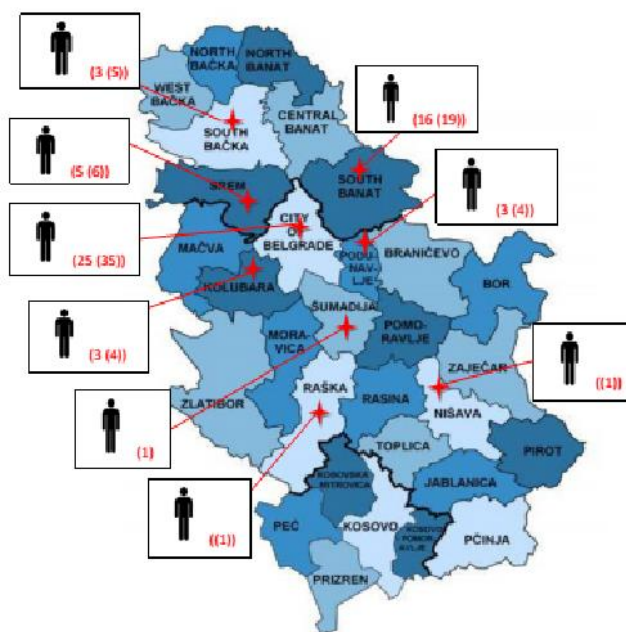 (3 (5))
NORTH
BAČKA
NORTH
BANAT
WEST
BAČKA
SOUTH
BAČKA
CENTRAL
BANAT
(16 (19))
(5 (6))
SREM
SOUTH
BANAT
(3 (4))
(25 (35))
CITY
OF
BELGRADE
MAČVA
PODU-
NAV-
LJE
BRANIČEVO
BOR
KOLUBARA
(3 (4))
ŠUMADIJA
MORA-
VICA
POMO-
RAVLJE
ZAJEČAR
((1))
ZLATIBOR
RAŠKA
RASINA
NIŠAVA
(1)
TOPLICA
PIROT
((1))
KOSOVSKA
MITROVICA
JABLANICA
PEĆ
KOSOVO
KOSOVO
POMOR
AVLJE
PČINJA
PRIZREN